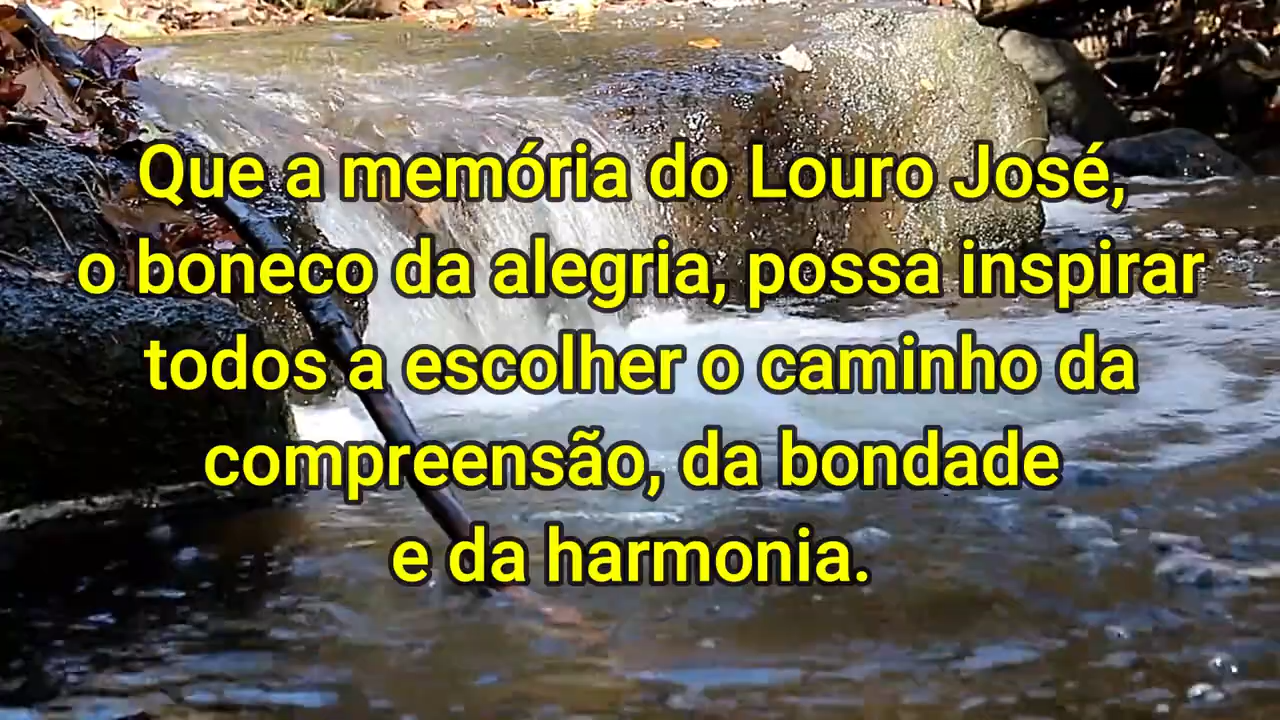 Que a memória do Louro José,
o boneco da alegria, possa inspirar
todos a escolher o caminho da
compreensão, da bondade
e da harmonia.